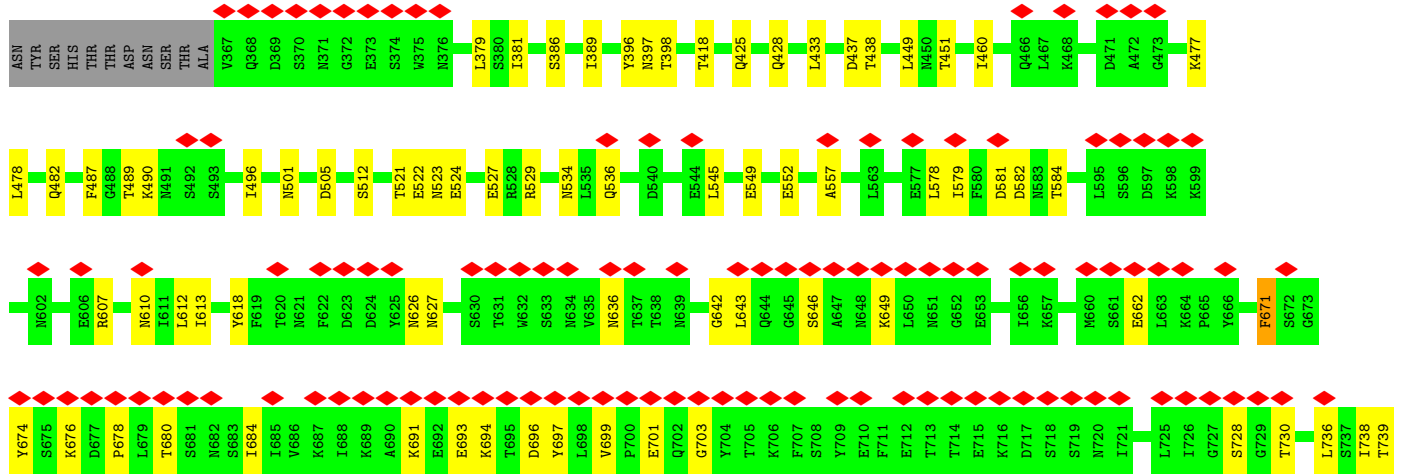 ASN TYR SER HIS THR THR ASP ASN SER THR ALA V367 Q368 D369 S370 N371 G372 E373 S374 W375 N376 L379 S380 I381 S386 I389 Y396 N397 T398 T418 Q425 Q428 L433 D437 T438 L449 N450 T451 I460 Q466 L467 K468 D471 A472 G473 K477
L478 Q482 F487 G488 T489 K490 N491 S492 S493 I496 N501 D505 S512 T521 E522 N523 E524 E527 R528 R529 N534 L535 Q536 D540 E544 L545 E549 E552 A557 L563 E577 L578 I579 F580 D581 D582 N583 T584 L595 S596 D597 K598 K599
N602 E606 R607 N610 I611 L612 I613 Y618 F619 T620 N621 F622 D623 D624 Y625 N626 N627 S630 T631 W632 S633 N634 V635 N636 T637 T638 N639 G642 L643 Q644 G645 S646 A647 N648 K649 L650 N651 G652 E653 I656 K657 M660 S661 E662 L663 K664 P665 Y666 F671 S672 G673
Y674 S675 K676 D677 P678 L679 T680 S681 N682 S683 I684 I685 V686 K687 I688 K689 A690 K691 E692 E693 K694 T695 D696 Y697 L698 V699 P700 E701 Q702 G703 Y704 T705 K706 F707 S708 Y709 E710 F711 E712 T713 T714 E715 K716 D717 S718 S719 N720 I721 L725 I726 G727 S728 G729 T730 L736 S737 I738 T739